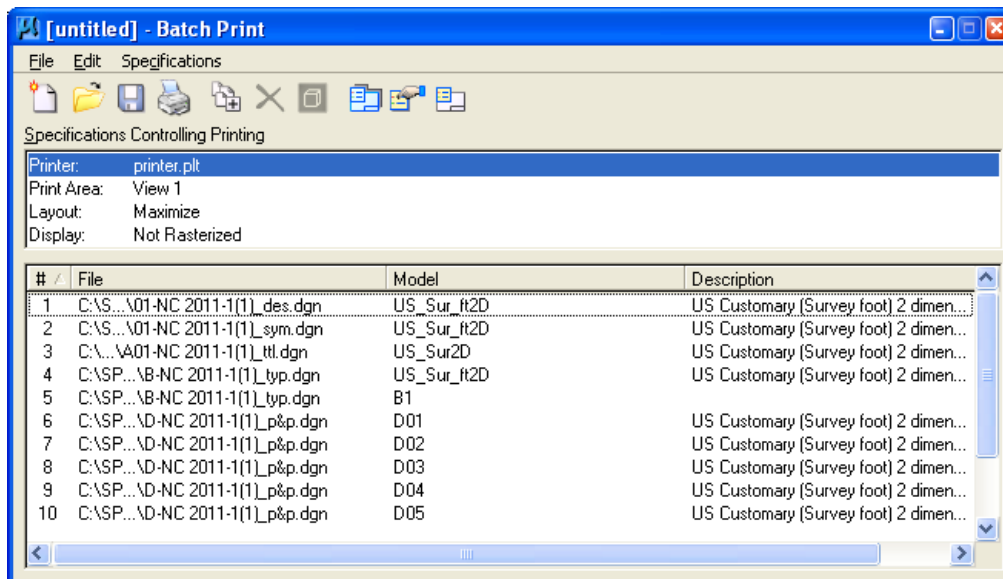 [untitled] - Batch Print
File Edit Specifications
Specifications Controlling Printing
Printer: printer.plt
Print Area: View 1
Layout: Maximize
Display: Not Rasterized
# File Model Description
1 C:\S...\01-NC 2011-1(1)_des.dgn US_Sur_ft2D US Customary (Survey foot) 2 dimen...
2 C:\S...\01-NC 2011-1(1)_sym.dgn US_Sur_ft2D US Customary (Survey foot) 2 dimen...
3 C:\...\A01-NC 2011-1(1)_ttl.dgn US_Sur2D US Customary (Survey foot) 2 dimen...
4 C:\SP...\B-NC 2011-1(1)_typ.dgn US_Sur_ft2D US Customary (Survey foot) 2 dimen...
5 C:\SP...\B-NC 2011-1(1)_typ.dgn B1
6 C:\SP...\D-NC 2011-1(1)_p&p.dgn D01 US Customary (Survey foot) 2 dimen...
7 C:\SP...\D-NC 2011-1(1)_p&p.dgn D02 US Customary (Survey foot) 2 dimen...
8 C:\SP...\D-NC 2011-1(1)_p&p.dgn D03 US Customary (Survey foot) 2 dimen...
9 C:\SP...\D-NC 2011-1(1)_p&p.dgn D04 US Customary (Survey foot) 2 dimen...
10 C:\SP...\D-NC 2011-1(1)_p&p.dgn D05 US Customary (Survey foot) 2 dimen...